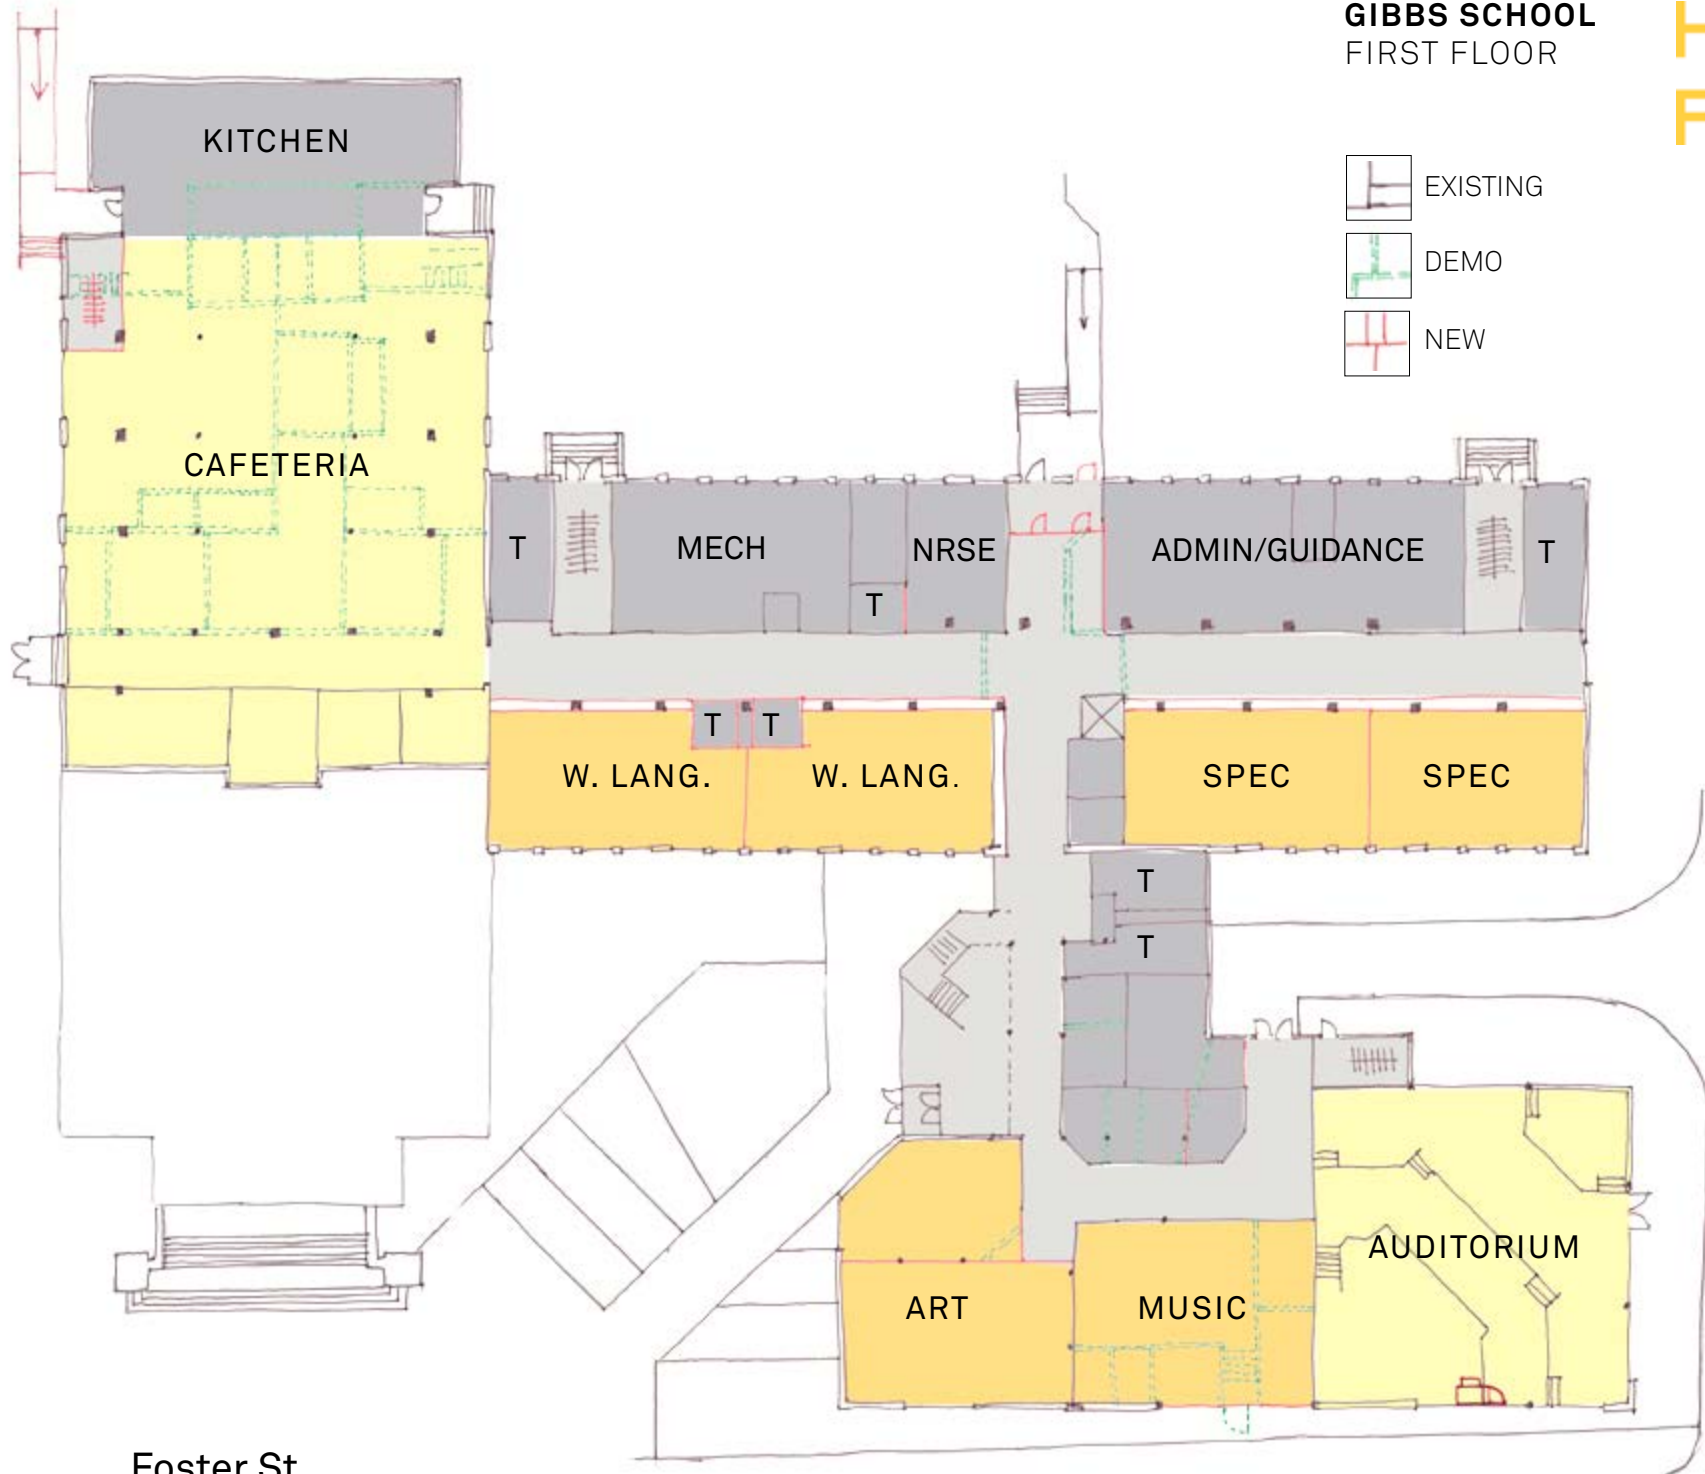 GIBBS SCHOOL
FIRST FLOOR
EXISTING
DEMO
NEW
KITCHEN
CAFETERIA
T
MECH
T
NRSE
ADMIN/GUIDANCE
T
T
T
W. LANG.
W. LANG.
SPEC
SPEC
T
T
AUDITORIUM
ART
MUSIC
Foster St